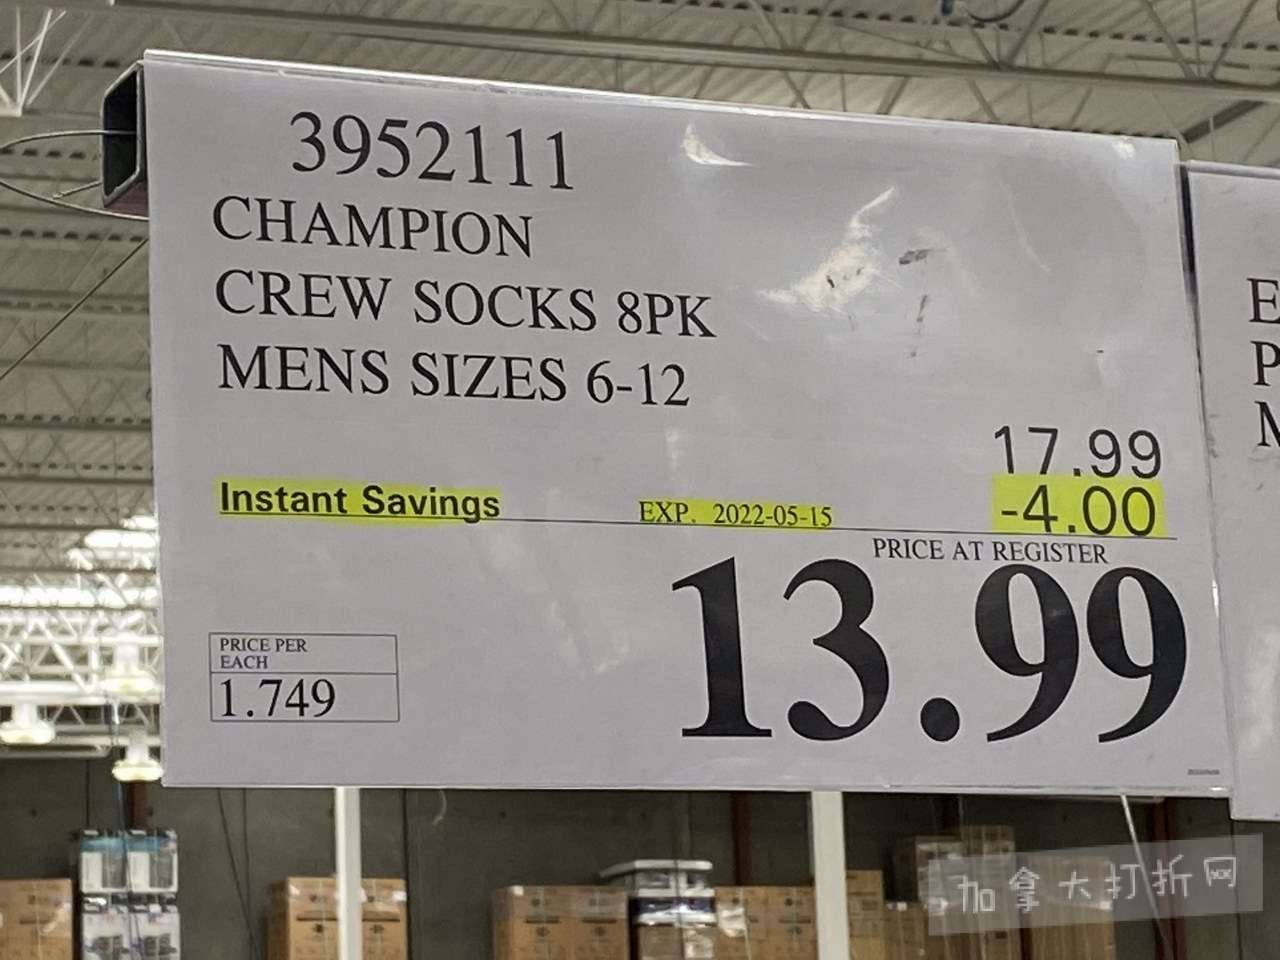 3952111
CHAMPION
CREW SOCKS 8PK
MENS SIZES 6-12
17.99
Instant Savings EXP. 2022-05-15 -4.00
PRICE AT REGISTER
13.99
PRICE PER
EACH
1.749
E
P
M
加拿大打折网